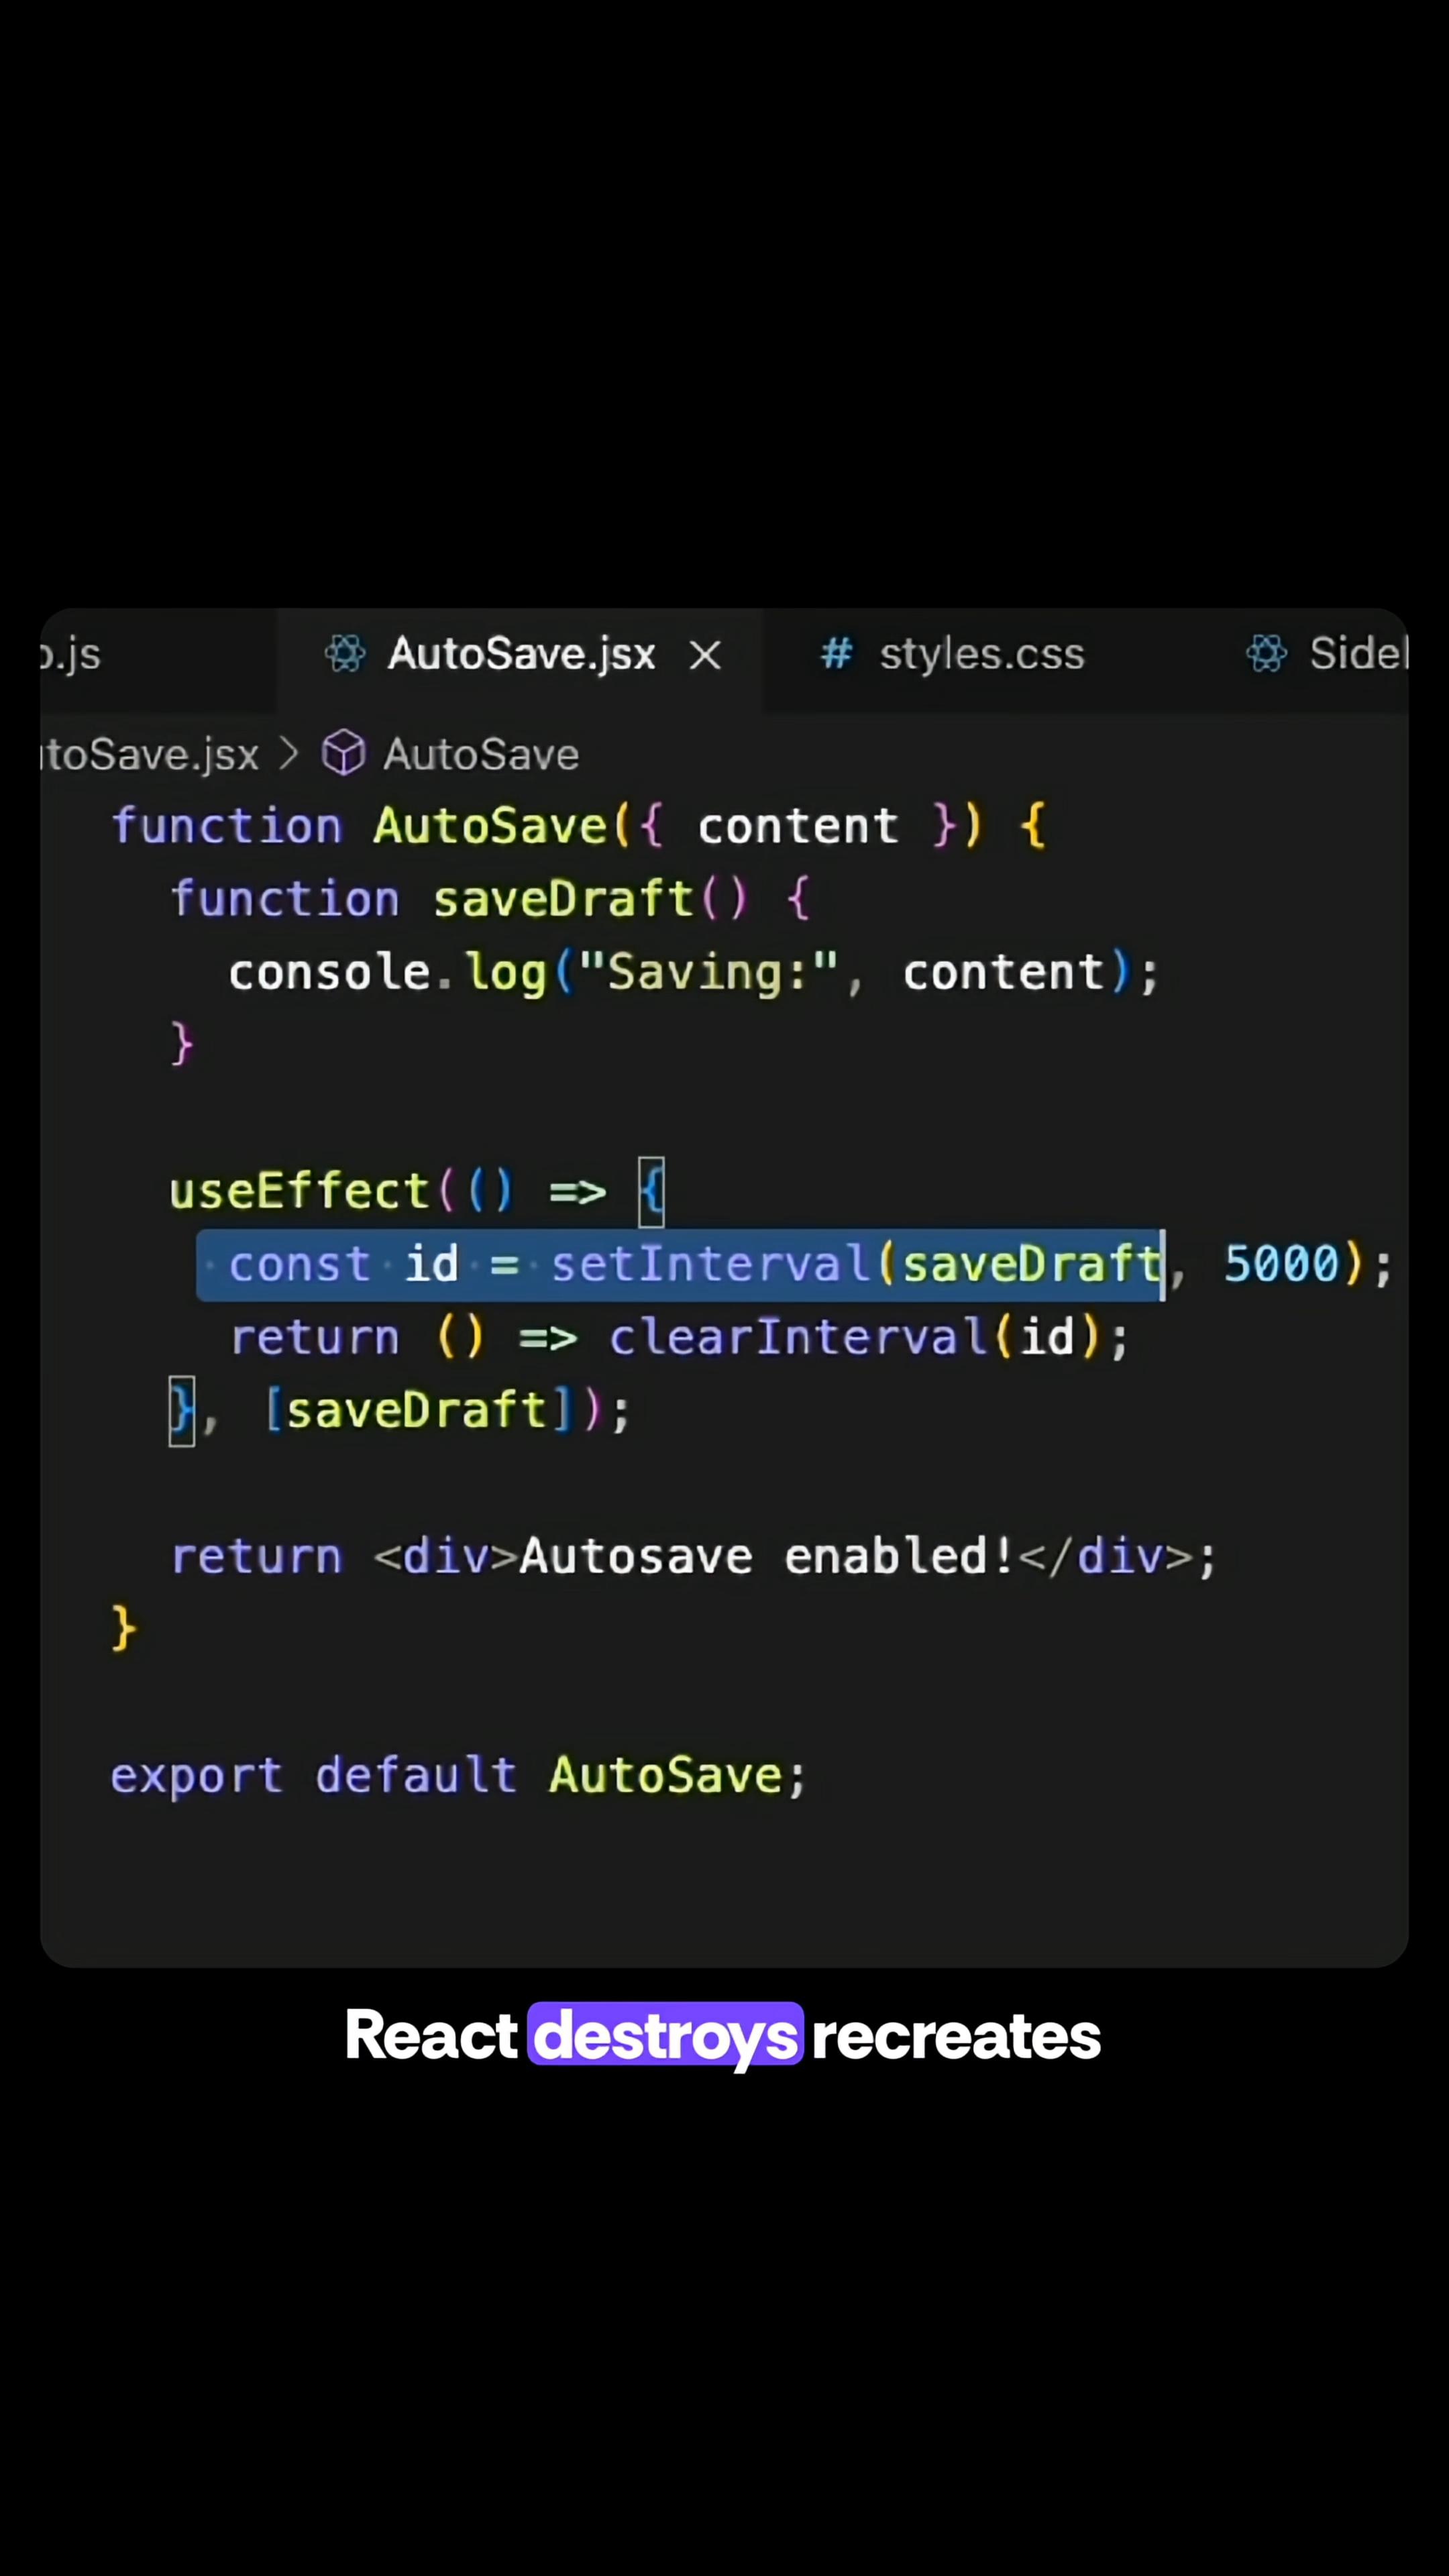 .js AutoSave.jsx × # styles.css
toSave.jsx > AutoSave
function AutoSave({ content }) {
function saveDraft() {
console.log("Saving:", content);
}
useEffect(() => {
const id = setInterval(saveDraft, 5000);
return () => clearInterval(id);
}, [saveDraft]);
return <div>Autosave enabled!</div>;
}
export default AutoSave;
React destroys recreates